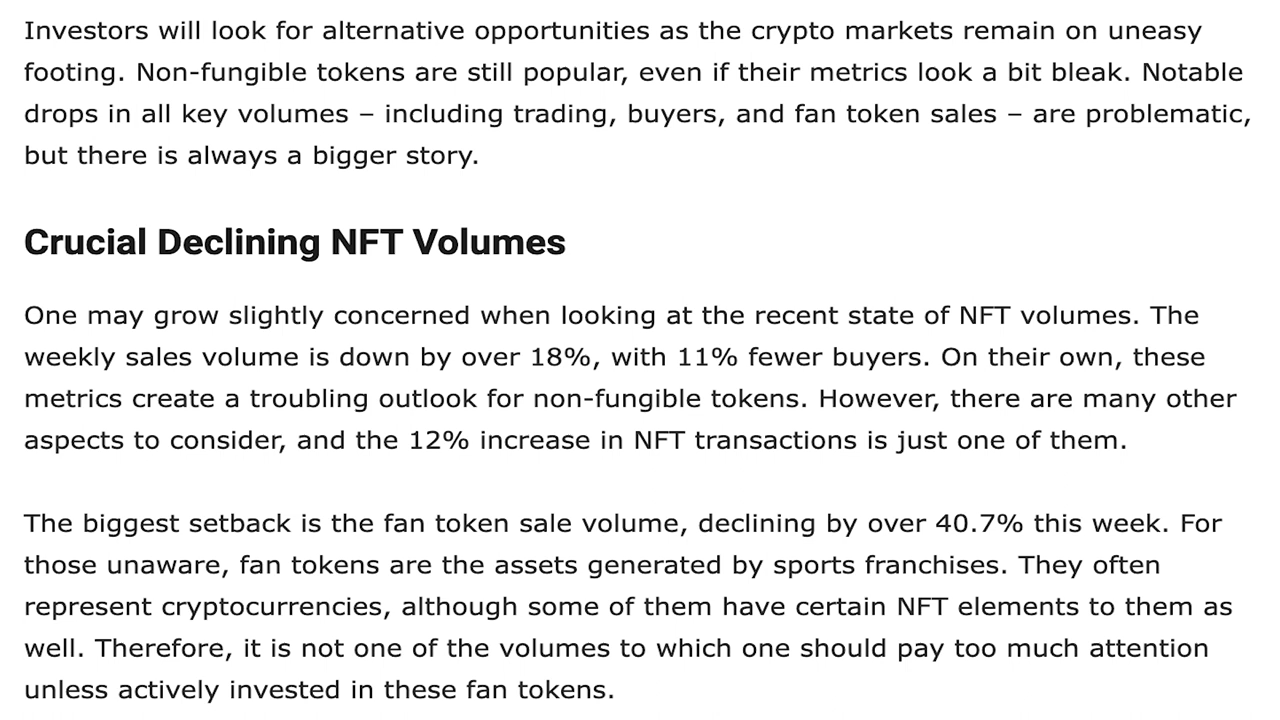 Investors will look for alternative opportunities as the crypto markets remain on uneasy
footing. Non-fungible tokens are still popular, even if their metrics look a bit bleak. Notable
drops in all key volumes – including trading, buyers, and fan token sales – are problematic,
but there is always a bigger story.
Crucial Declining NFT Volumes
One may grow slightly concerned when looking at the recent state of NFT volumes. The
weekly sales volume is down by over 18%, with 11% fewer buyers. On their own, these
metrics create a troubling outlook for non-fungible tokens. However, there are many other
aspects to consider, and the 12% increase in NFT transactions is just one of them.
The biggest setback is the fan token sale volume, declining by over 40.7% this week. For
those unaware, fan tokens are the assets generated by sports franchises. They often
represent cryptocurrencies, although some of them have certain NFT elements to them as
well. Therefore, it is not one of the volumes to which one should pay too much attention
unless actively invested in these fan tokens.